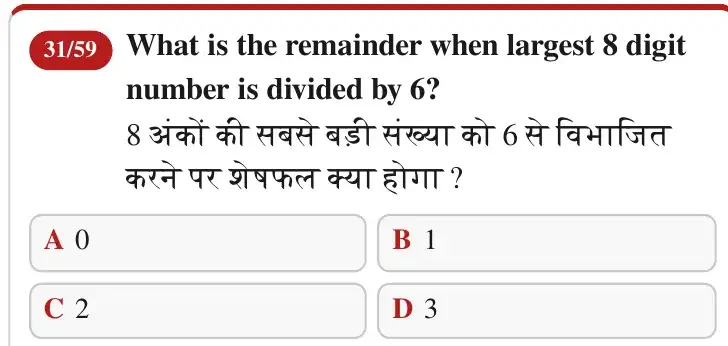 31/59 What is the remainder when largest 8 digit
number is divided by 6?
8 अंकों की सबसे बड़ी संख्या को 6 से विभाजित
करने पर शेषफल क्या होगा ?
A 0
B 1
C 2
D 3